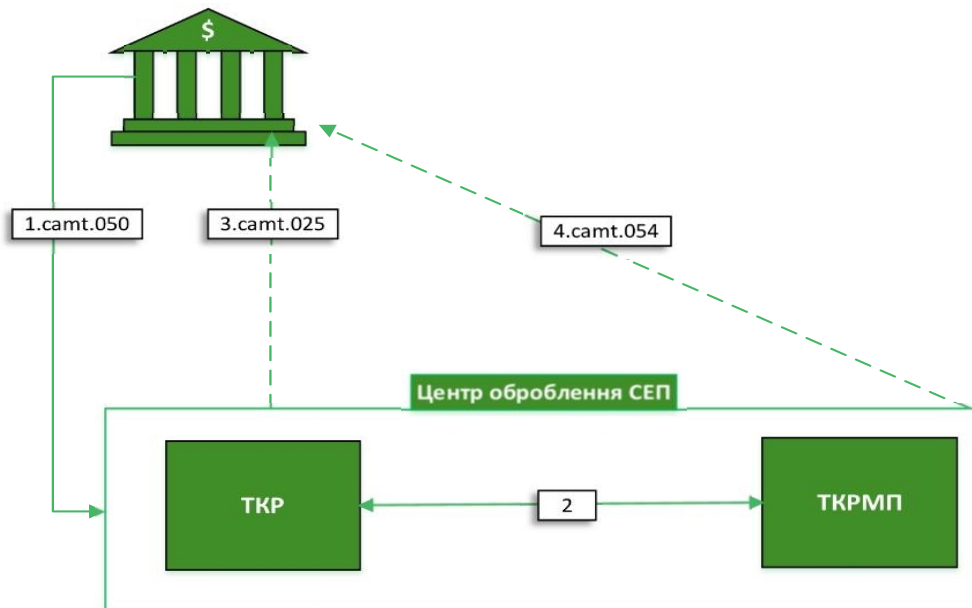 $
1.camt.050
3.camt.025
4.camt.054
Центр оброблення СЕП
ТКР
2
ТКРМП